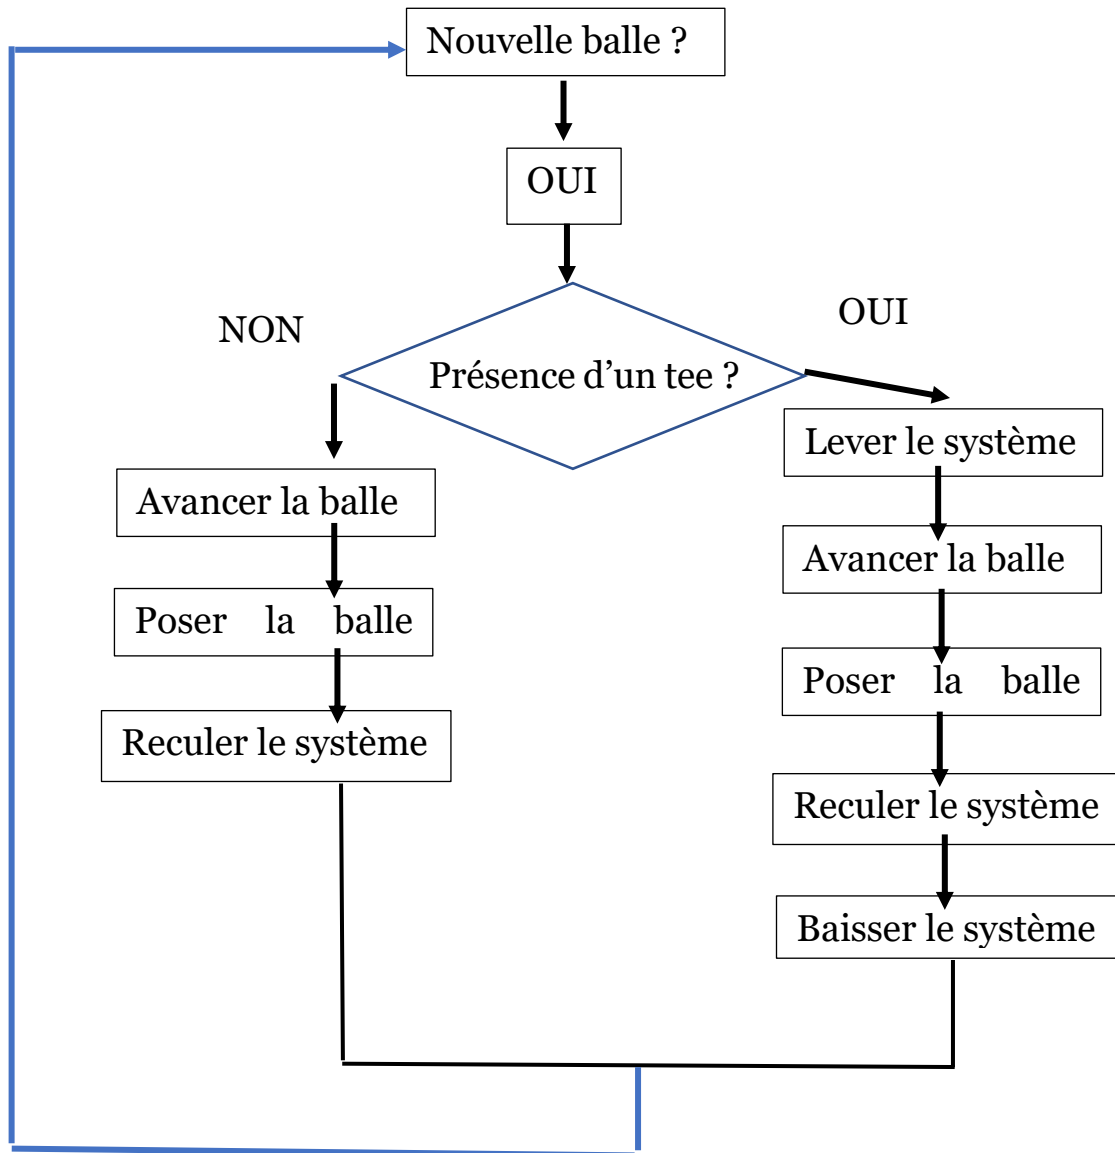 Nouvelle balle ?
OUI
NON
OUI
Présence d’un tee ?
Avancer la balle
Poser la balle
Reculer le système
Lever le système
Avancer la balle
Poser la balle
Reculer le système
Baisser le système